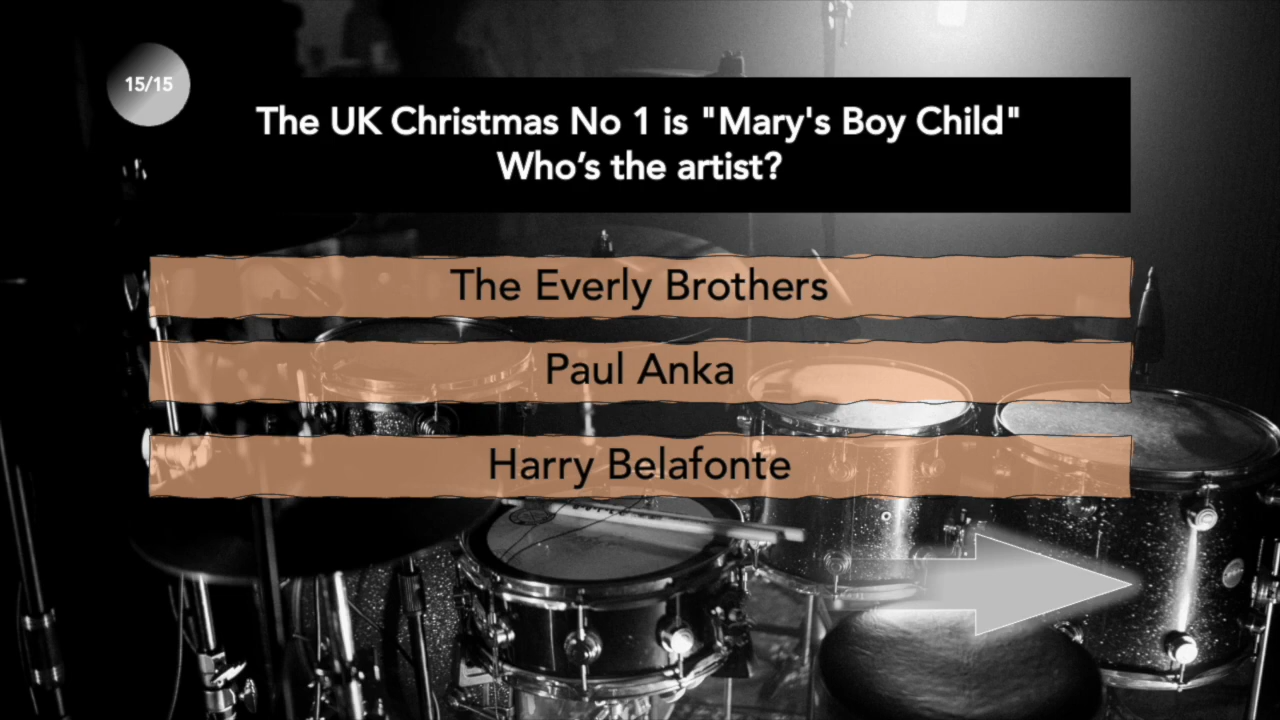 15/15
The UK Christmas No 1 is "Mary's Boy Child"
Who’s the artist?
The Everly Brothers
Paul Anka
Harry Belafonte